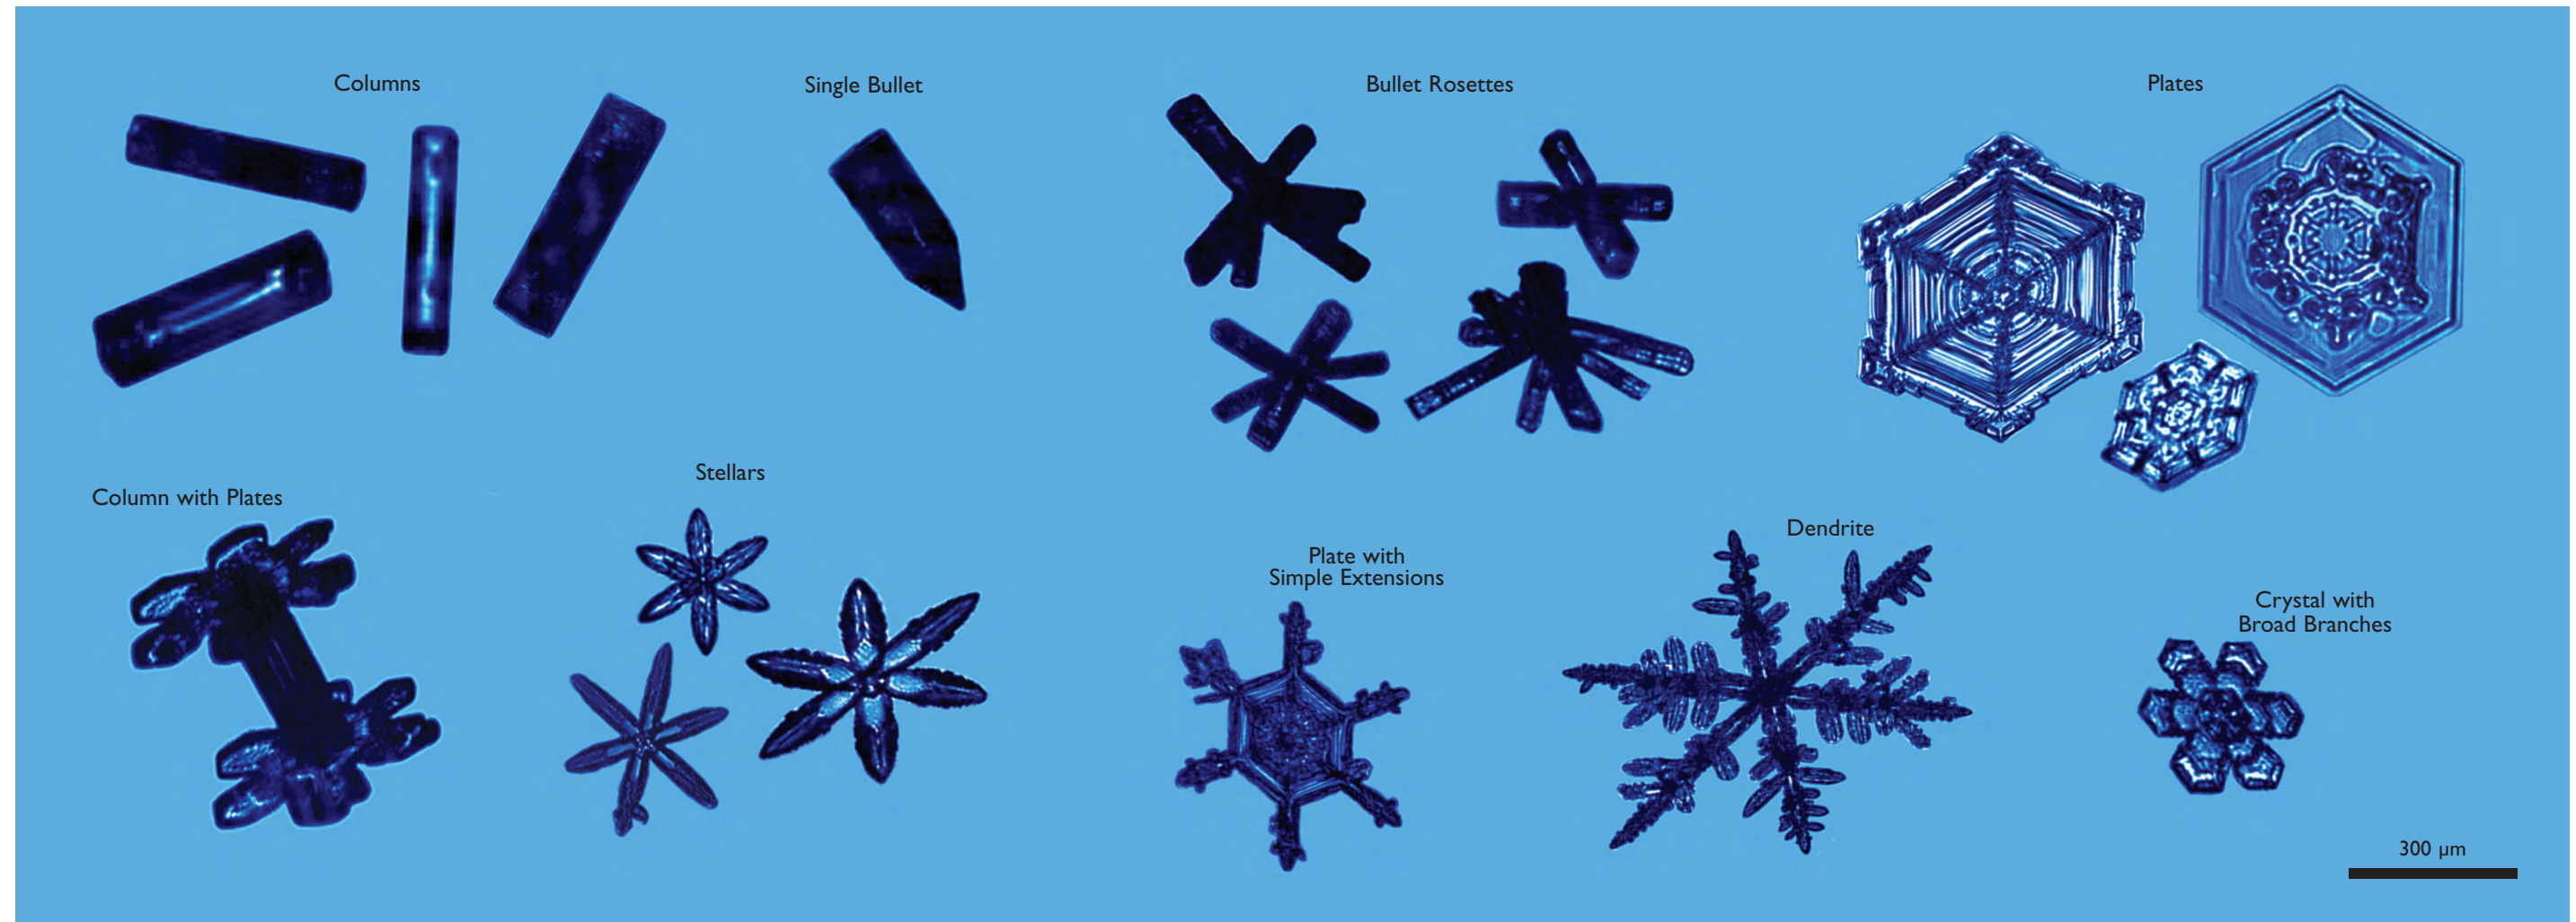 Columns
Single Bullet
Bullet Rosettes
Plates
Column with Plates
Stellars
Plate with
Simple Extensions
Dendrite
Crystal with
Broad Branches
300 µm